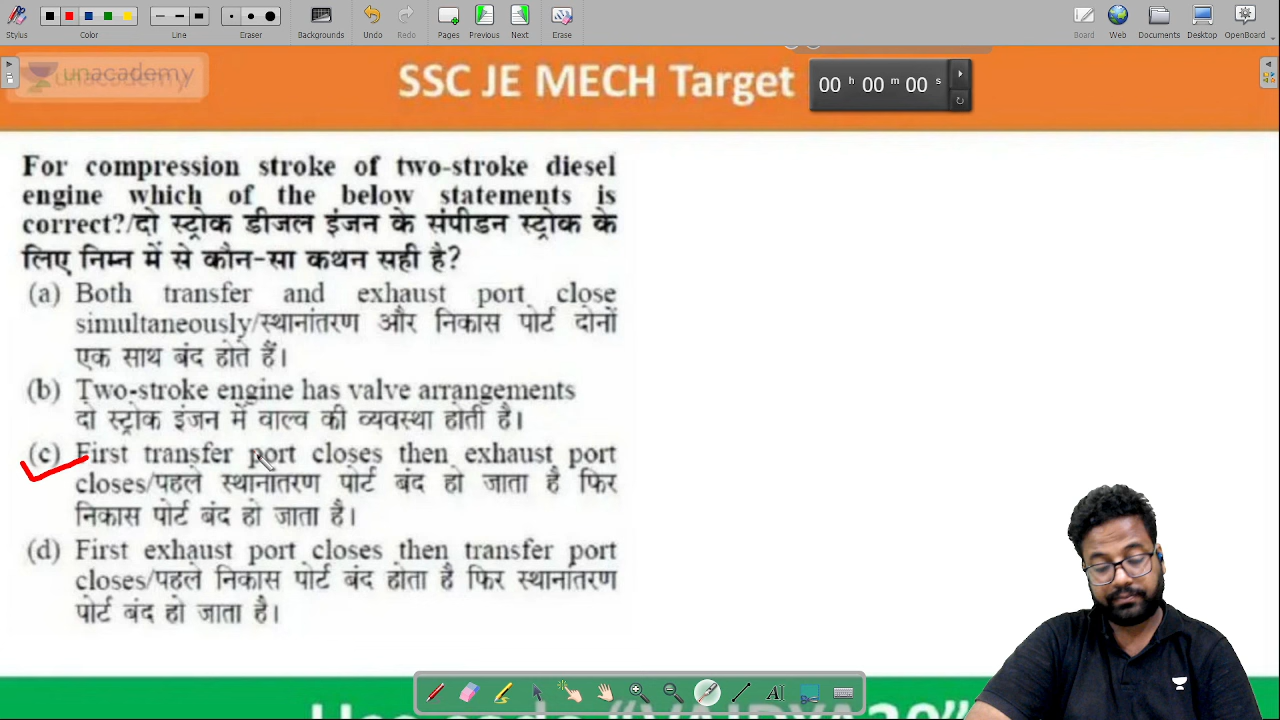 Stylus
Color
Line
Eraser
Backgrounds
Undo
Redo
Pages
Previous
Next
Erase
Board
Web
Documents
Desktop
OpenBoard
unacademy
SSC JE MECH Target
00 h 00 m 00 s
For compression stroke of two-stroke diesel
engine which of the below statements is
correct?/दो स्ट्रोक डीजल इंजन के संपीडन स्ट्रोक के
लिए निम्न में से कौन-सा कथन सही है?
(a) Both transfer and exhaust port close
simultaneously/स्थानांतरण और निकास पोर्ट दोनों
एक साथ बंद होते हैं।
(b) Two-stroke engine has valve arrangements
दो स्ट्रोक इंजन में वाल्व की व्यवस्था होती है।
(c) First transfer port closes then exhaust port
closes/पहले स्थानांतरण पोर्ट बंद हो जाता है फिर
निकास पोर्ट बंद हो जाता है।
(d) First exhaust port closes then transfer port
closes/पहले निकास पोर्ट बंद होता है फिर स्थानांतरण
पोर्ट बंद हो जाता है।
Use code